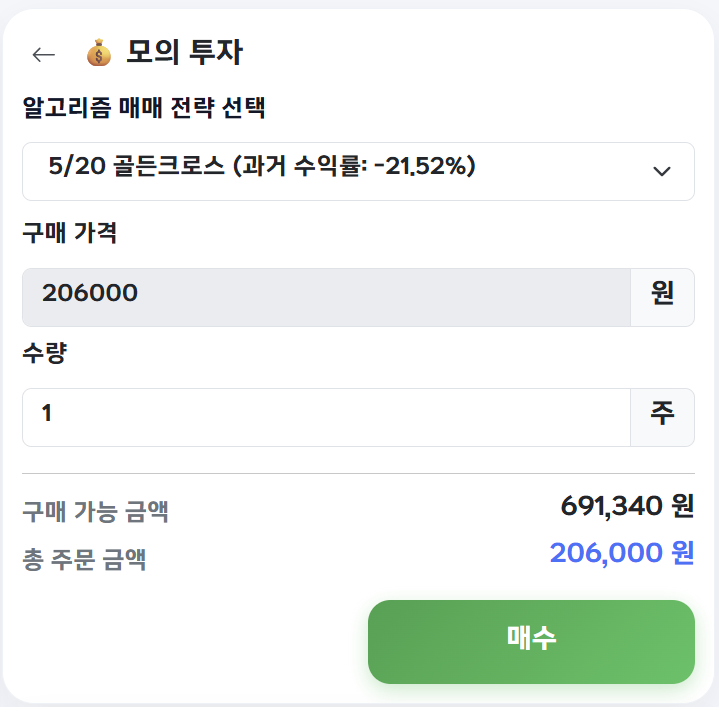 모의 투자
알고리즘 매매 전략 선택
5/20 골든크로스 (과거 수익률: -21.52%)
구매 가격
206000 원
수량
1 주
구매 가능 금액 691,340 원
총 주문 금액 206,000 원
매수